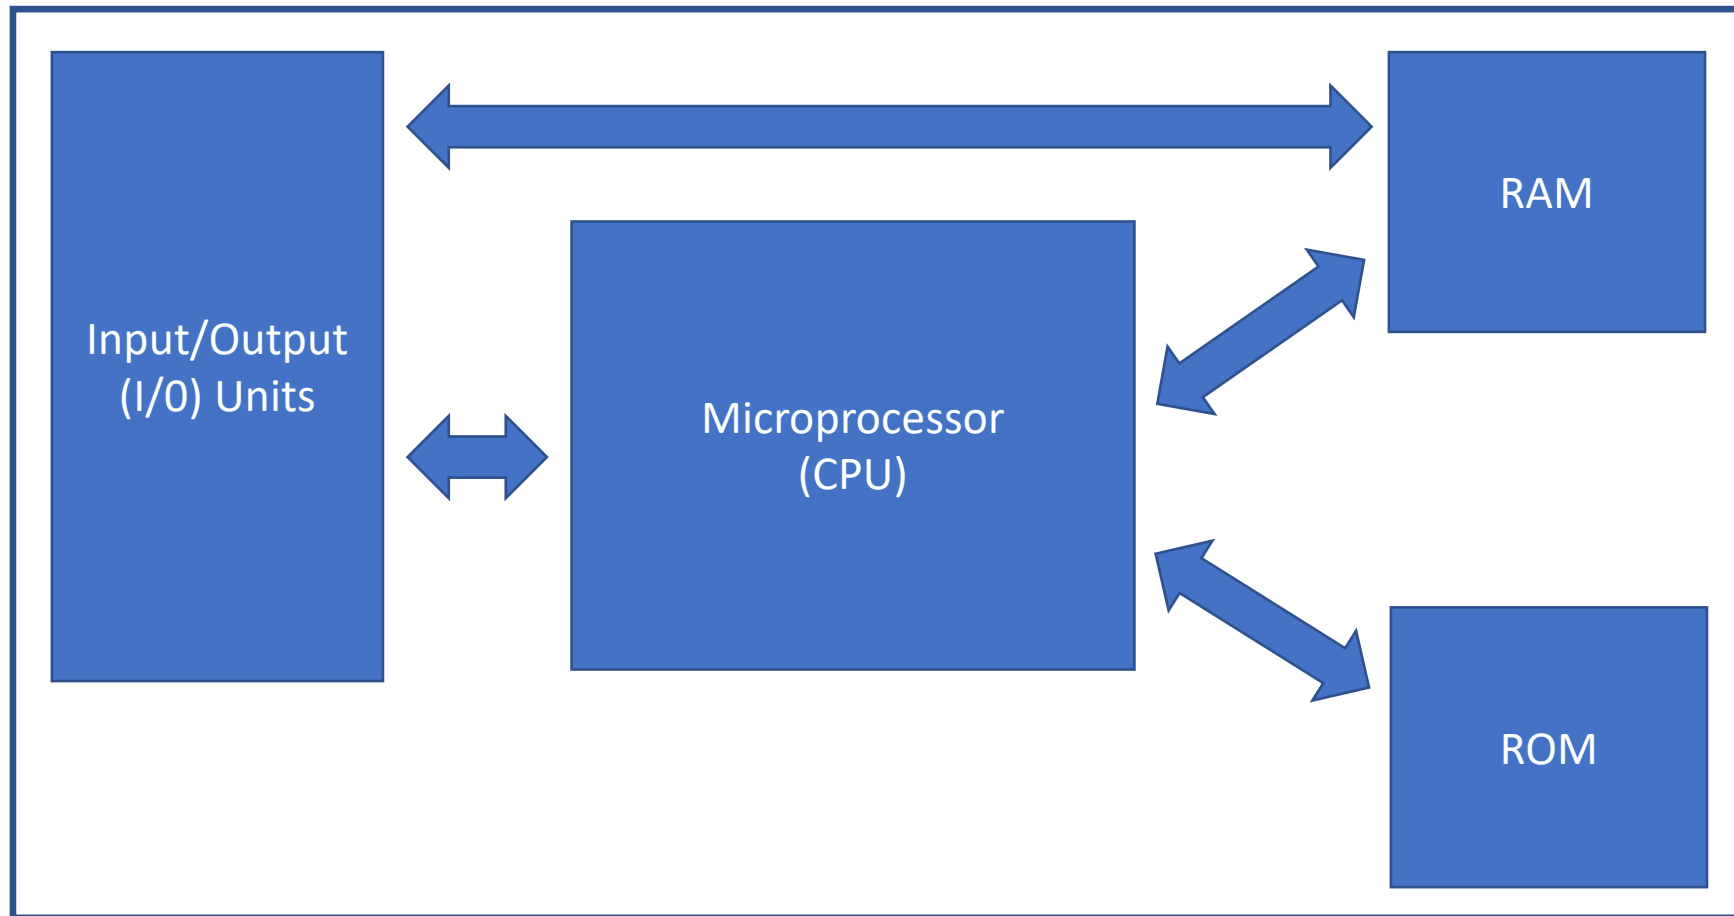 Input/Output
(I/0) Units
Microprocessor
(CPU)
RAM
ROM